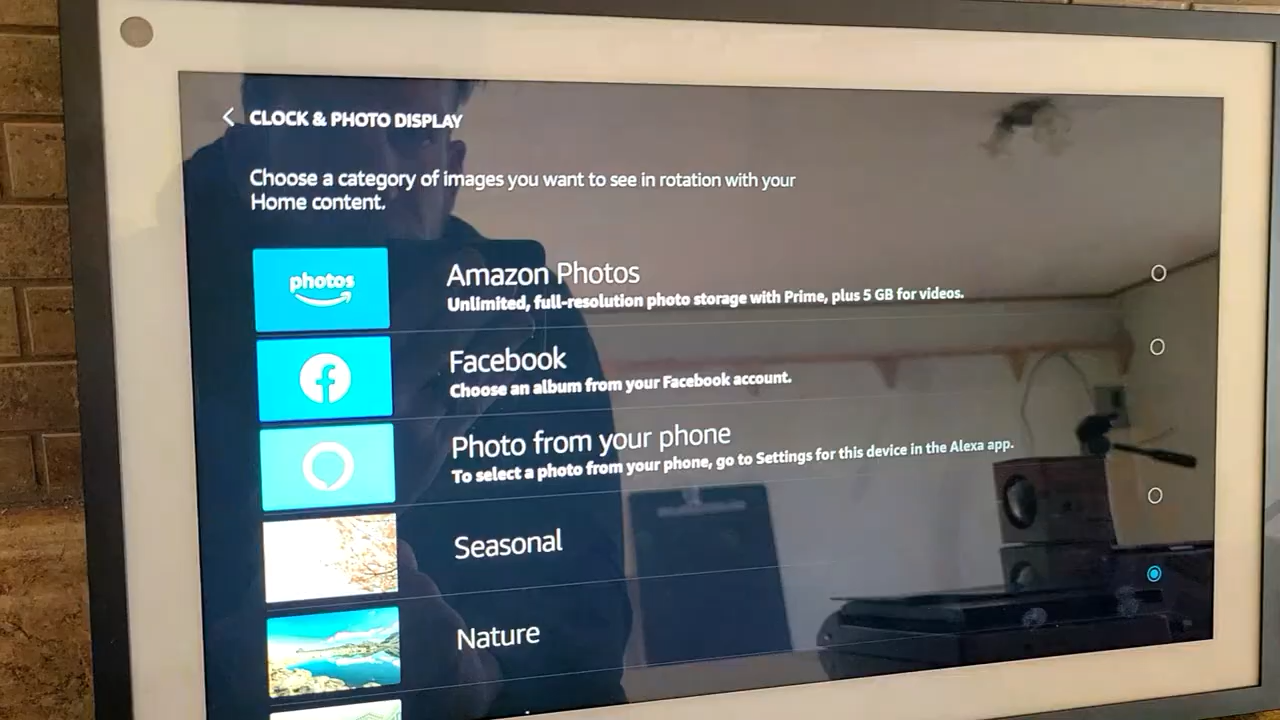 CLOCK & PHOTO DISPLAY
Choose a category of images you want to see in rotation with your
Home content.
photos
Amazon Photos
Unlimited, full-resolution photo storage with Prime, plus 5 GB for videos.
Facebook
Choose an album from your Facebook account.
Photo from your phone
To select a photo from your phone, go to Settings for this device in the Alexa app.
Seasonal
Nature